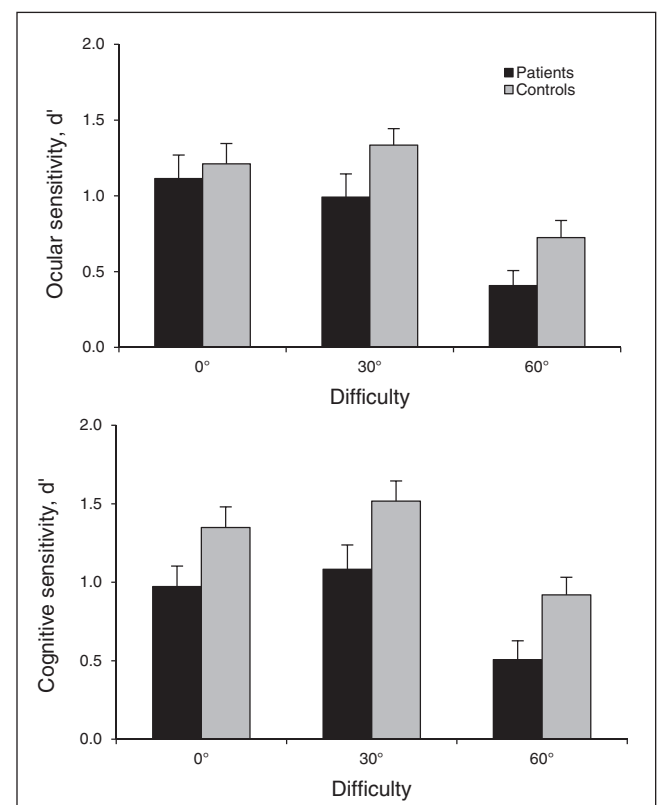 2.0
Patients
Controls
1.5
1.0
0.5
0.0
Ocular sensitivity, d'
0°
30°
60°
Difficulty
2.0
1.5
1.0
0.5
0.0
Cognitive sensitivity, d'
0°
30°
60°
Difficulty